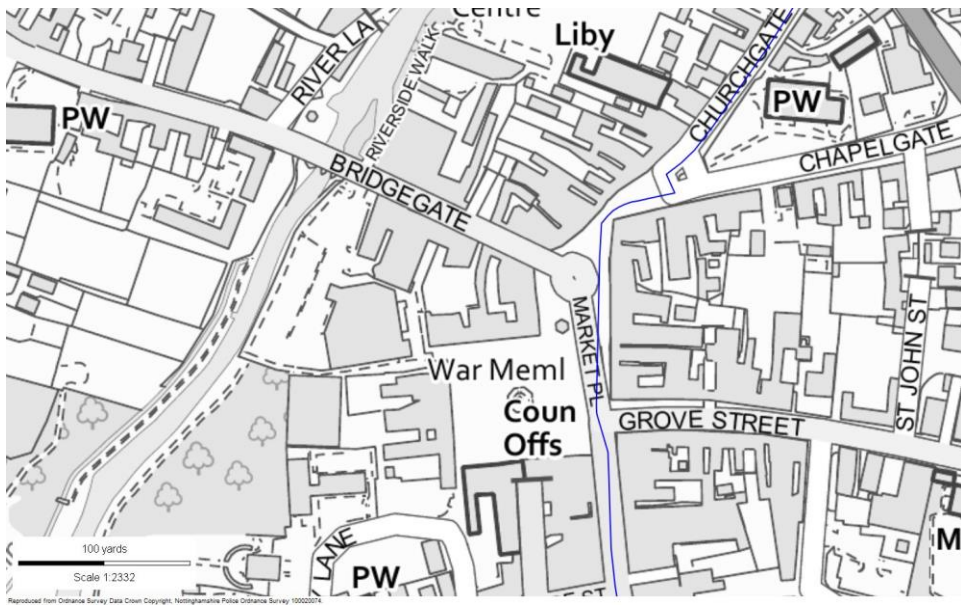 Centre
RIVER LA
RIVERSIDE WALK
Liby
CHURCHGATE
PW
PW
CHAPELGATE
BRIDGEGATE
MARKET PL
ST JOHN ST
War Meml
Coun
Offs
GROVE STREET
LANE
PW
M
100 yards
Scale 1:2332
Reproduced from Ordnance Survey Data Crown Copyright, Nottinghamshire Police Ordnance Survey 100020074.